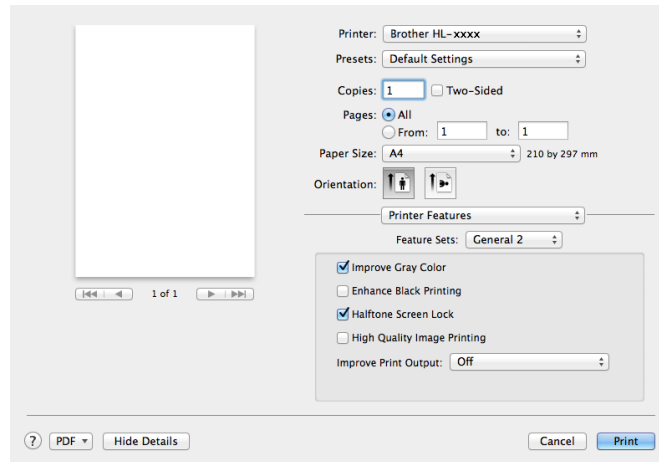 Printer: Brother HL-xxxx
Presets: Default Settings
Copies: 1 Two-Sided
Pages: All
From: 1 to: 1
Paper Size: A4 210 by 297 mm
Orientation:
Printer Features
Feature Sets: General 2
Improve Gray Color
Enhance Black Printing
Halftone Screen Lock
High Quality Image Printing
Improve Print Output: Off
1 of 1
? PDF Hide Details Cancel Print